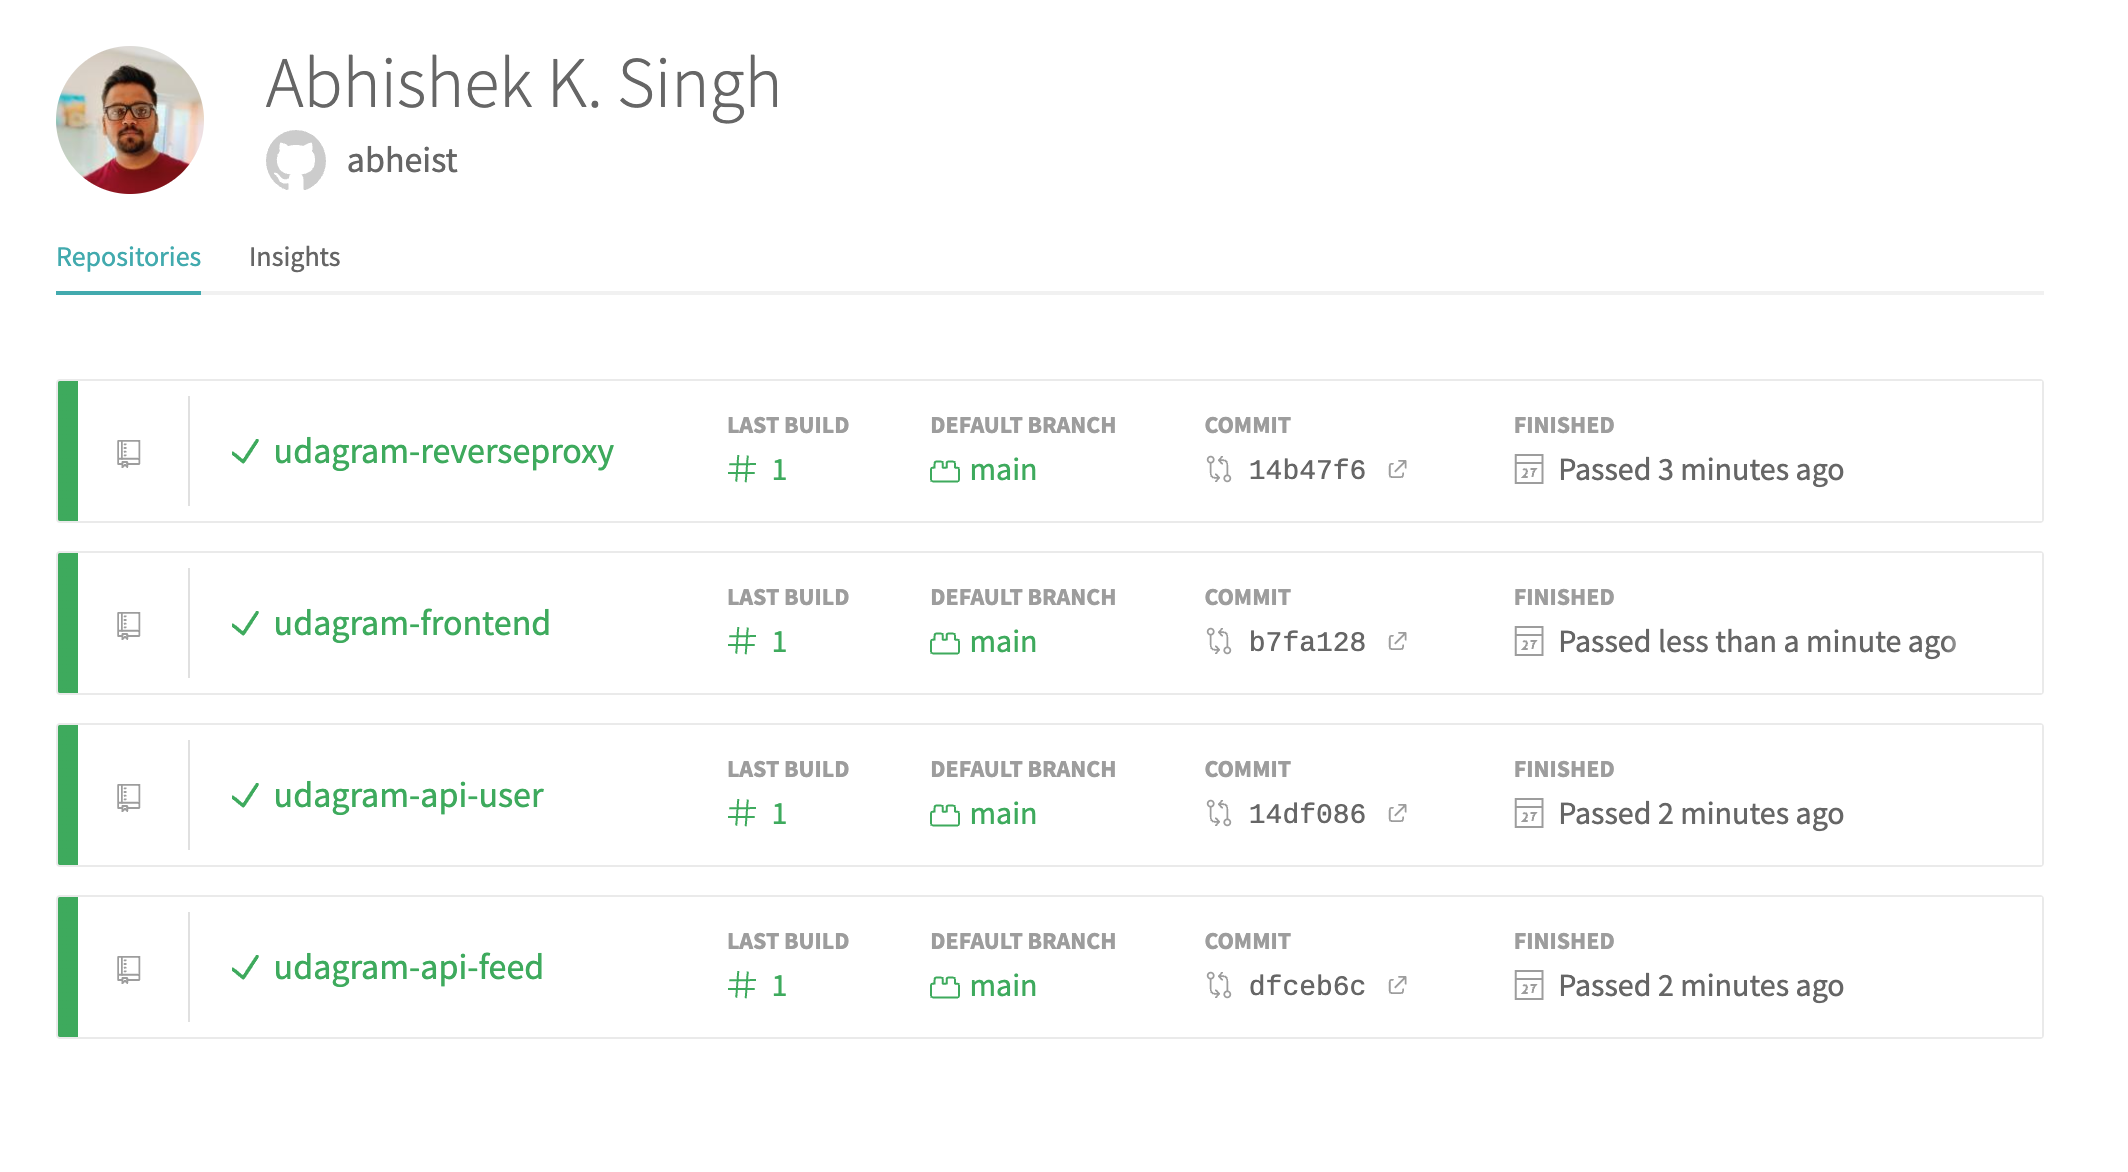 Abhishek K. Singh
abheist
Repositories Insights
LAST BUILD DEFAULT BRANCH COMMIT FINISHED
udagram-reverseproxy # 1 main 14b47f6 27 Passed 3 minutes ago
LAST BUILD DEFAULT BRANCH COMMIT FINISHED
udagram-frontend # 1 main b7fa128 27 Passed less than a minute ago
LAST BUILD DEFAULT BRANCH COMMIT FINISHED
udagram-api-user # 1 main 14df086 27 Passed 2 minutes ago
LAST BUILD DEFAULT BRANCH COMMIT FINISHED
udagram-api-feed # 1 main dfceb6c 27 Passed 2 minutes ago